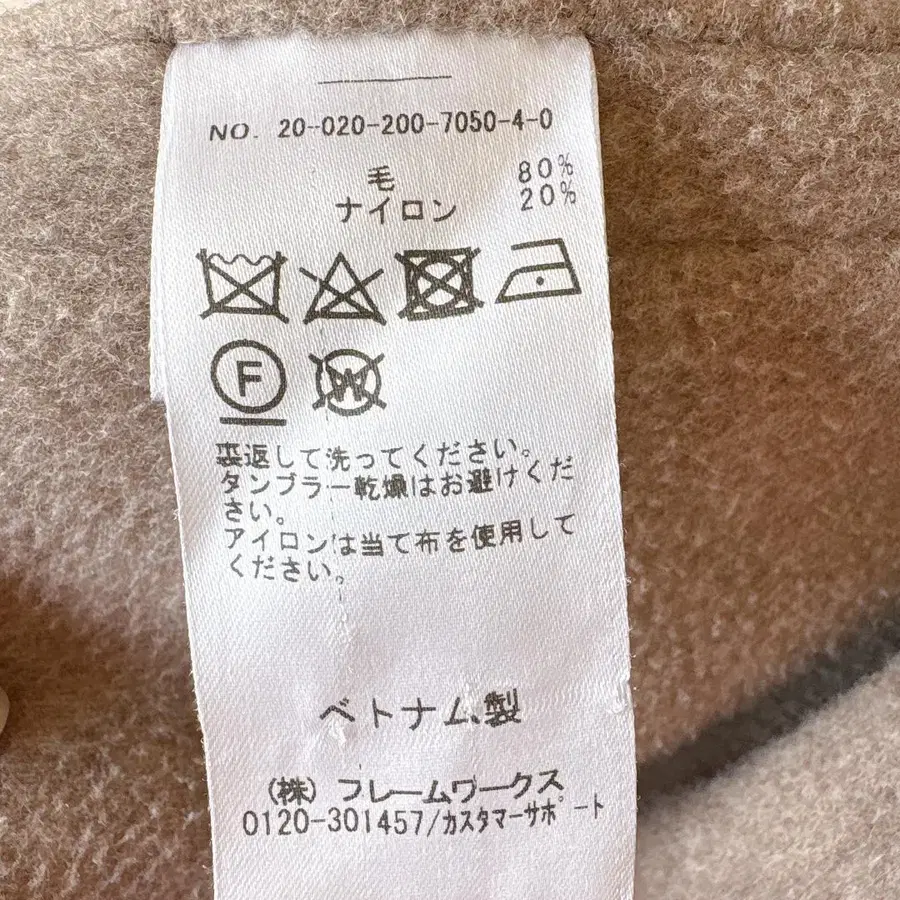 NO. 20-020-200-7050-4-0
毛 80%
ナイロン 20%
F
W
裏返して洗ってください。
タンブラー乾燥はお避けくだ
さい。
アイロンは当て布を使用して
ください。
ベトナム製
(株) フレームワークス
0120-301457/カスタマーサポート